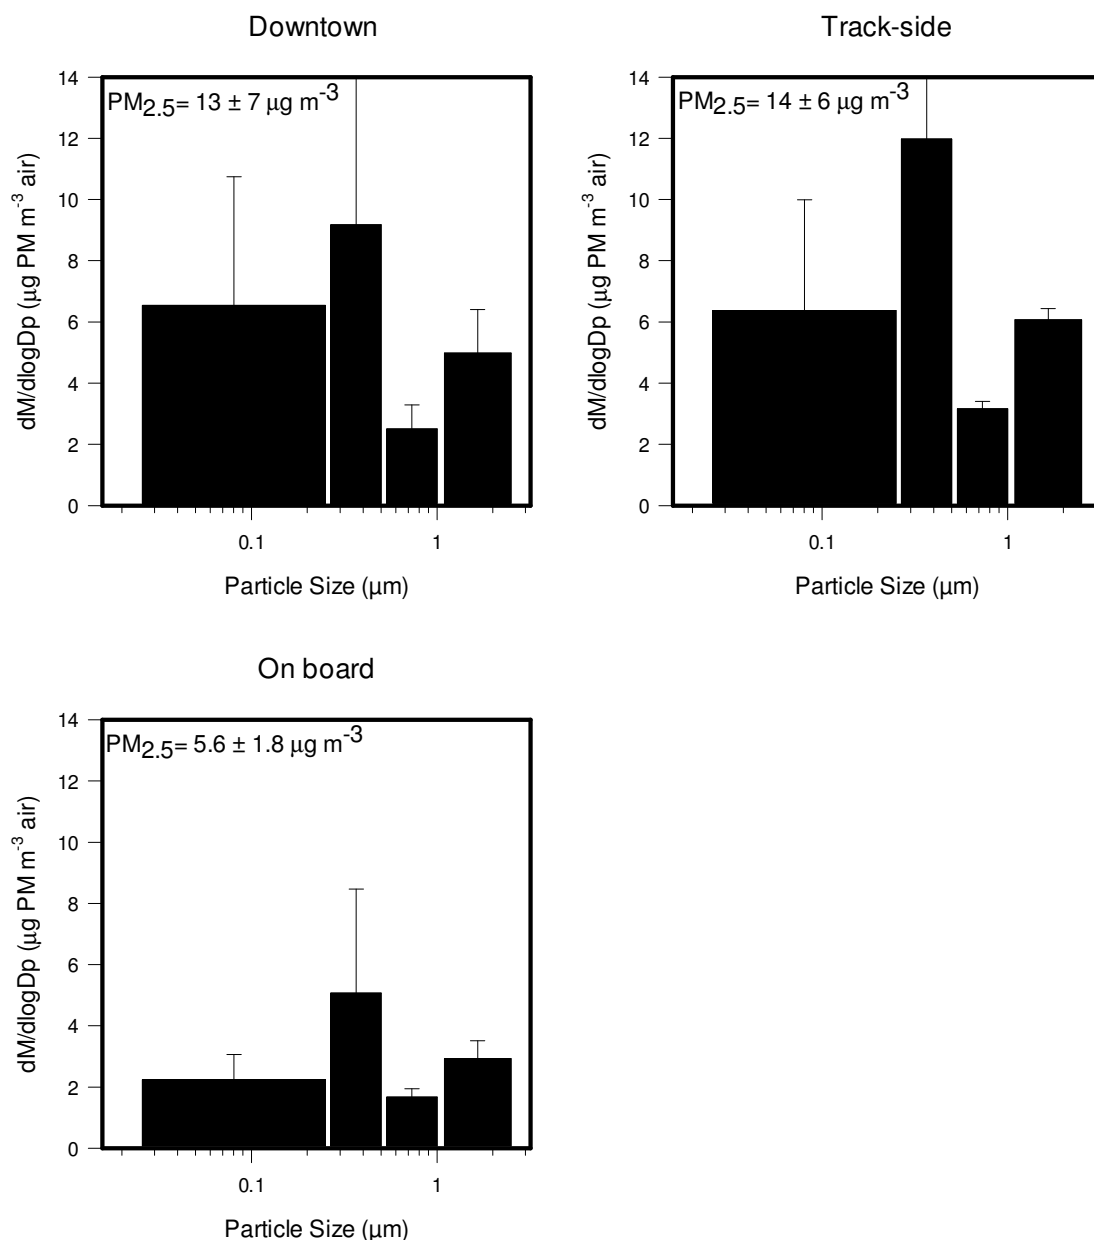 Downtown
PM2.5= 13 ± 7 μg m-3
14
12
10
8
6
4
2
0
dM/dlogDp (μg PM m-3 air)
0.1 1
Particle Size (µm)
Track-side
PM2.5= 14 ± 6 μg m-3
14
12
10
8
6
4
2
0
dM/dlogDp (μg PM m-3 air)
0.1 1
Particle Size (µm)
On board
PM2.5= 5.6 ± 1.8 μg m-3
14
12
10
8
6
4
2
0
dM/dlogDp (μg PM m-3 air)
0.1 1
Particle Size (µm)